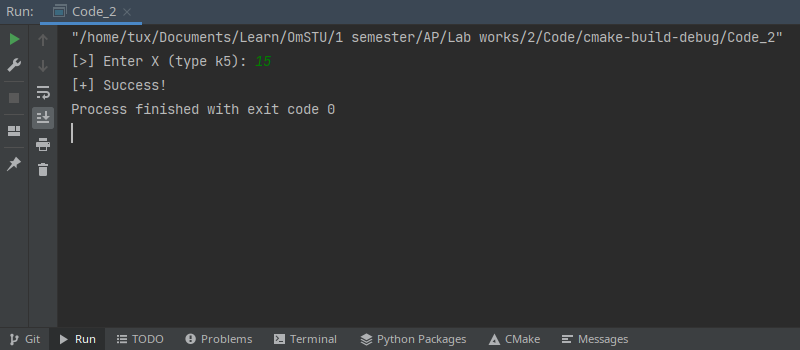 Run: Code_2
"/home/tux/Documents/Learn/OmSTU/1 semester/AP/Lab works/2/Code/cmake-build-debug/Code_2"
[>] Enter X (type k5): 15
[+] Success!
Process finished with exit code 0
Git Run TODO Problems Terminal Python Packages CMake Messages